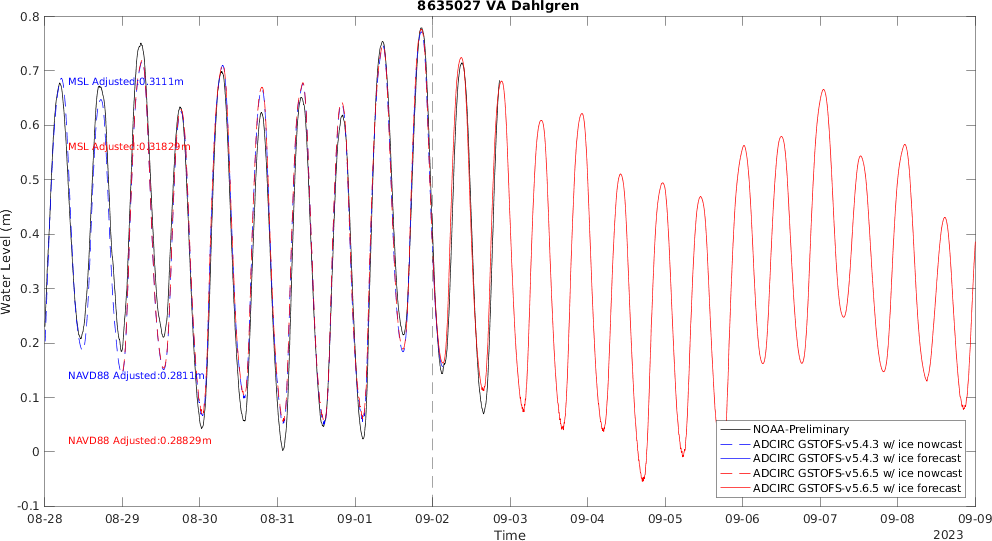 8635027 VA Dahlgren
0.8
0.7
0.6
0.5
0.4
0.3
0.2
0.1
0
-0.1
Water Level (m)
MSL Adjusted:0.3111m
MSL Adjusted:0.31829m
NAVD88 Adjusted:0.2811m
NAVD88 Adjusted:0.28829m
NOAA-Preliminary
ADCIRC GSTOFS-v5.4.3 w/ ice nowcast
ADCIRC GSTOFS-v5.4.3 w/ ice forecast
ADCIRC GSTOFS-v5.6.5 w/ ice nowcast
ADCIRC GSTOFS-v5.6.5 w/ ice forecast
08-28 08-29 08-30 08-31 09-01 09-02 09-03 09-04 09-05 09-06 09-07 09-08 09-09
Time
2023